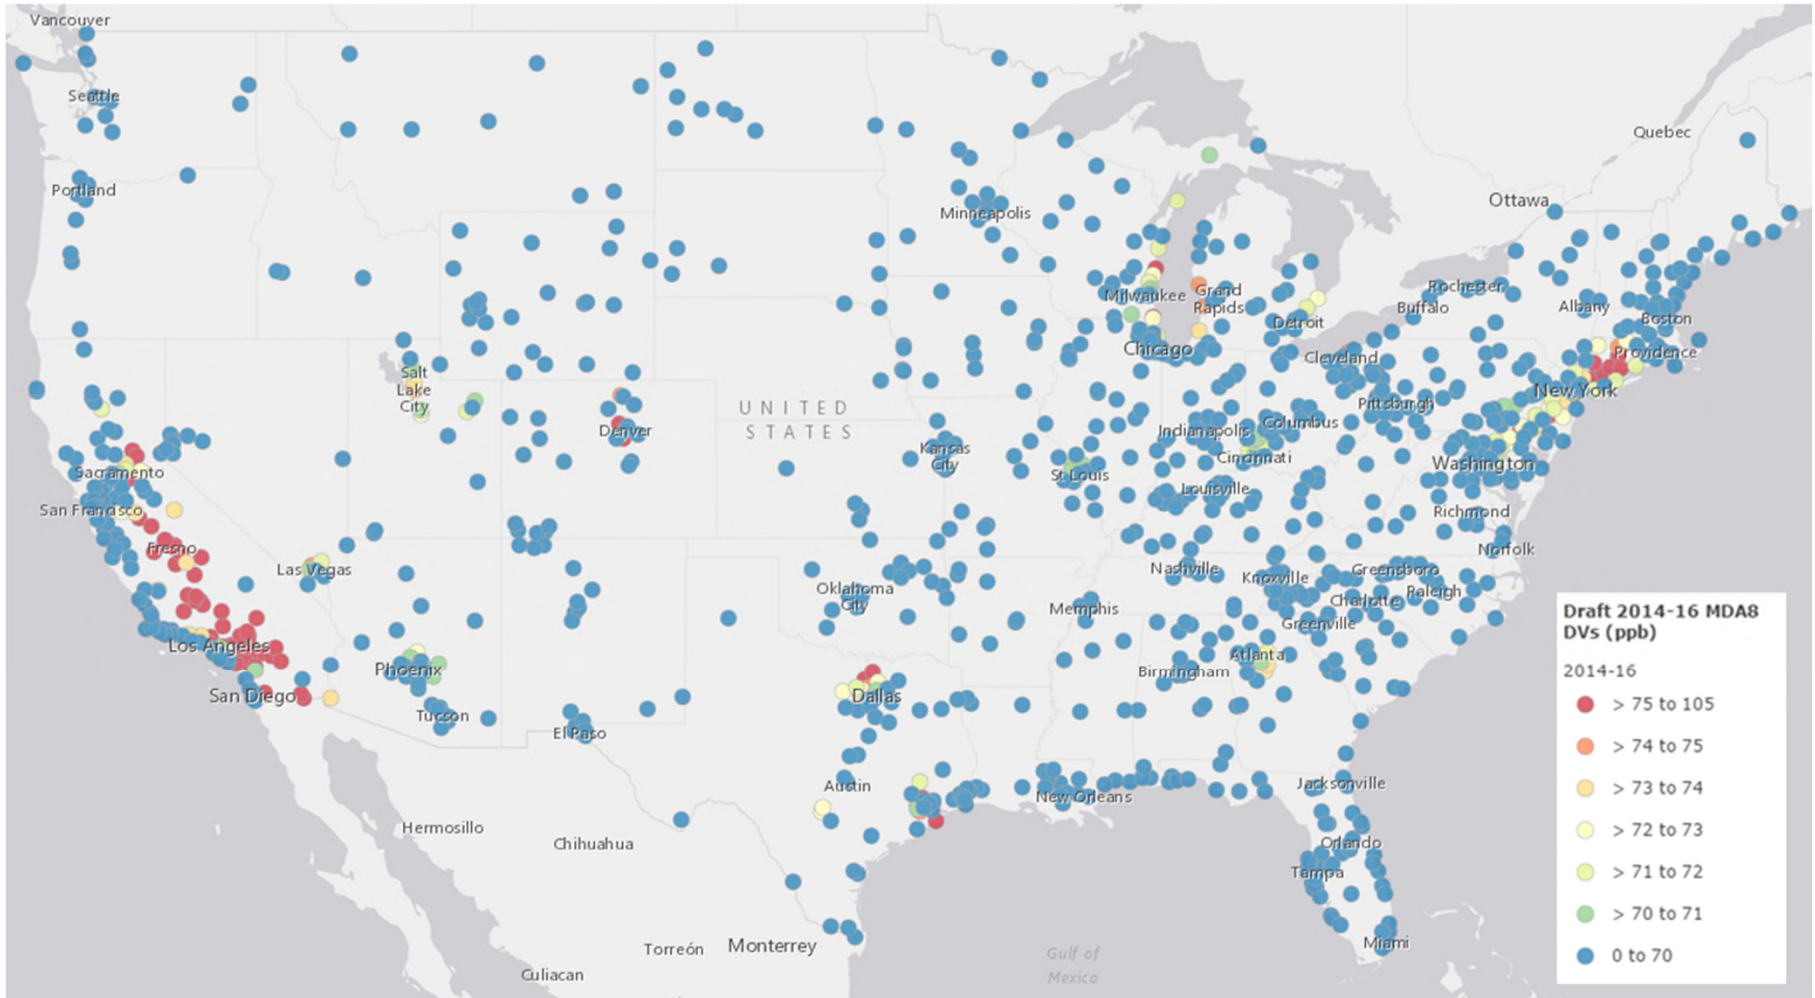 Vancouver
Seattle
Quebec
Portland
Ottawa
Minneapolis
Milwaukee
Grand
Rapids
Rochester
Buffalo
Albany
Boston
Detroit
Chicago
Cleveland
Providence
Salt
Lake
City
New York
UNITED
STATES
Pittsburgh
Denver
Indianapolis
Columbus
Kansas
City
Cincinnati
Washington
Sacramento
St Louis
Louisville
San Francisco
Richmond
Fresno
Norfolk
Las Vegas
Nashville
Knoxville
Greensboro
Oklahoma
City
Raleigh
Memphis
Charlotte
Greenville
Los Angeles
Phoenix
Birmingham
Atlanta
San Diego
Dallas
Tucson
El Paso
Austin
New Orleans
Jacksonville
Hermosillo
Chihuahua
Orlando
Tampa
Torreón
Monterrey
Miami
Culiacan
Gulf of
Mexico
Draft 2014-16 MDA8
DVs (ppb)
2014-16
> 75 to 105
> 74 to 75
> 73 to 74
> 72 to 73
> 71 to 72
> 70 to 71
0 to 70